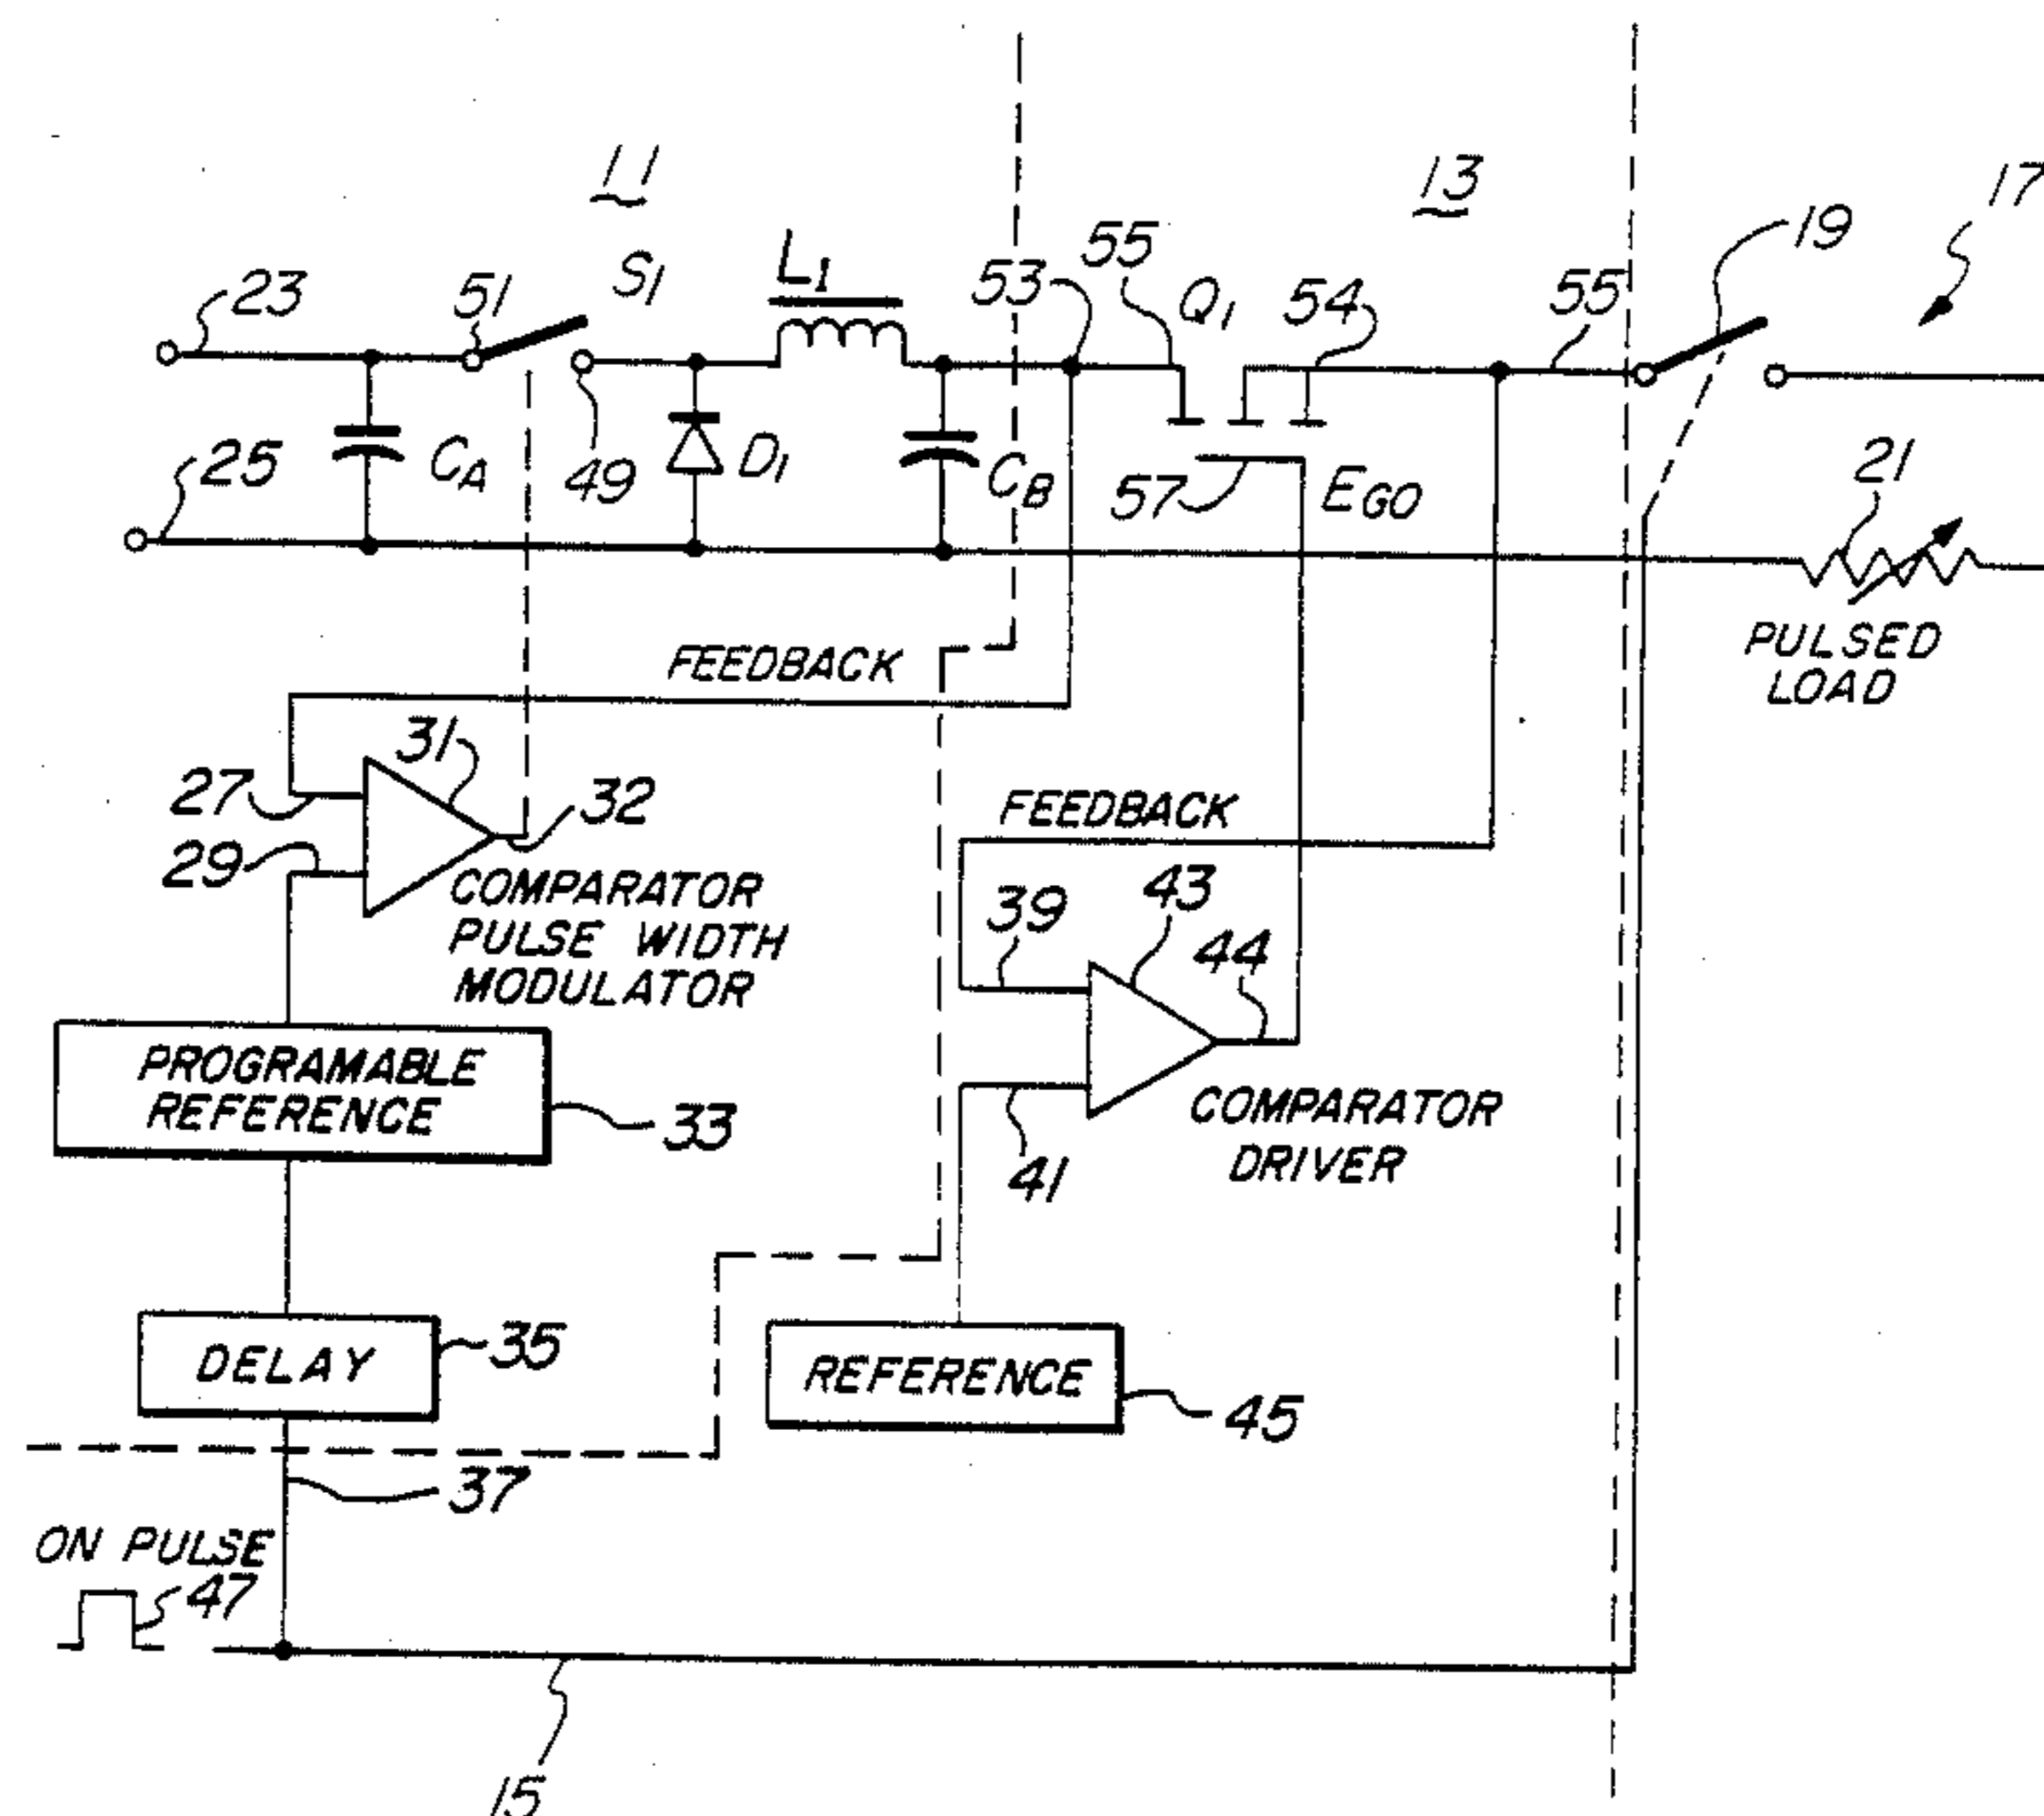 11
13
17
19
23
51
S1
L1
53
55
Q1
54
55
25
CA
49
D1
CB
57
EGO
21
PULSED
LOAD
FEEDBACK
31
27
32
29
COMPARATOR
PULSE WIDTH
MODULATOR
FEEDBACK
39
43
44
PROGRAMABLE
REFERENCE
33
41
COMPARATOR
DRIVER
DELAY
35
REFERENCE
45
37
ON PULSE
47
15